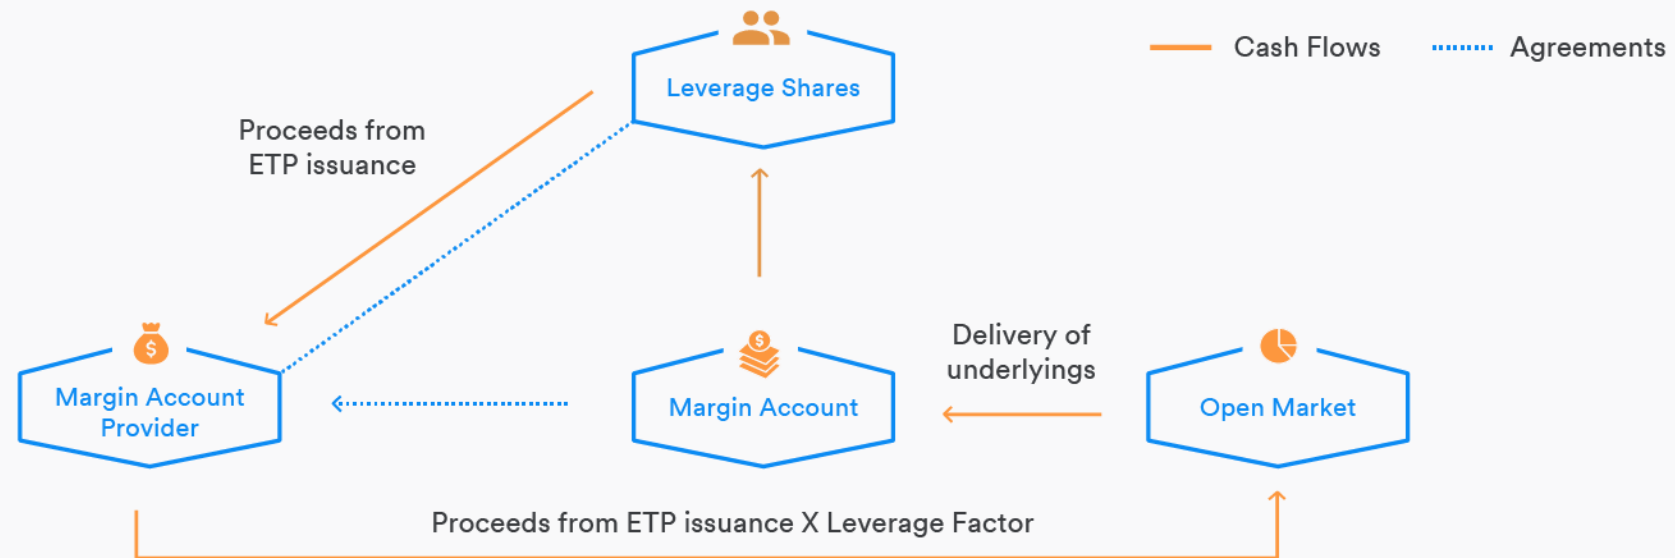 Leverage Shares
Cash Flows
Agreements
Proceeds from
ETP issuance
$
Margin Account
Provider
$
Margin Account
Delivery of
underlyings
Open Market
Proceeds from ETP issuance X Leverage Factor